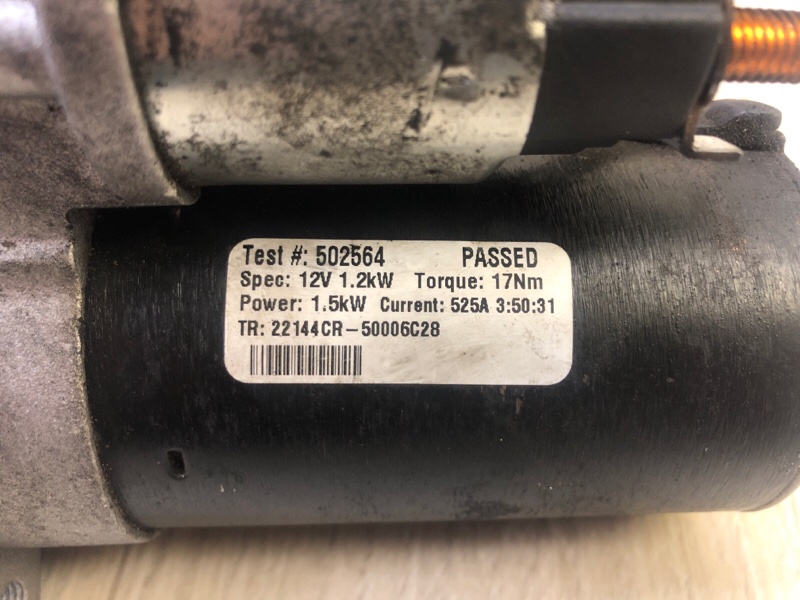 Test #: 502564 PASSED
Spec: 12V 1.2kW Torque: 17Nm
Power: 1.5kW Current: 525A 3:50:31
TR: 22144CR-50006C28